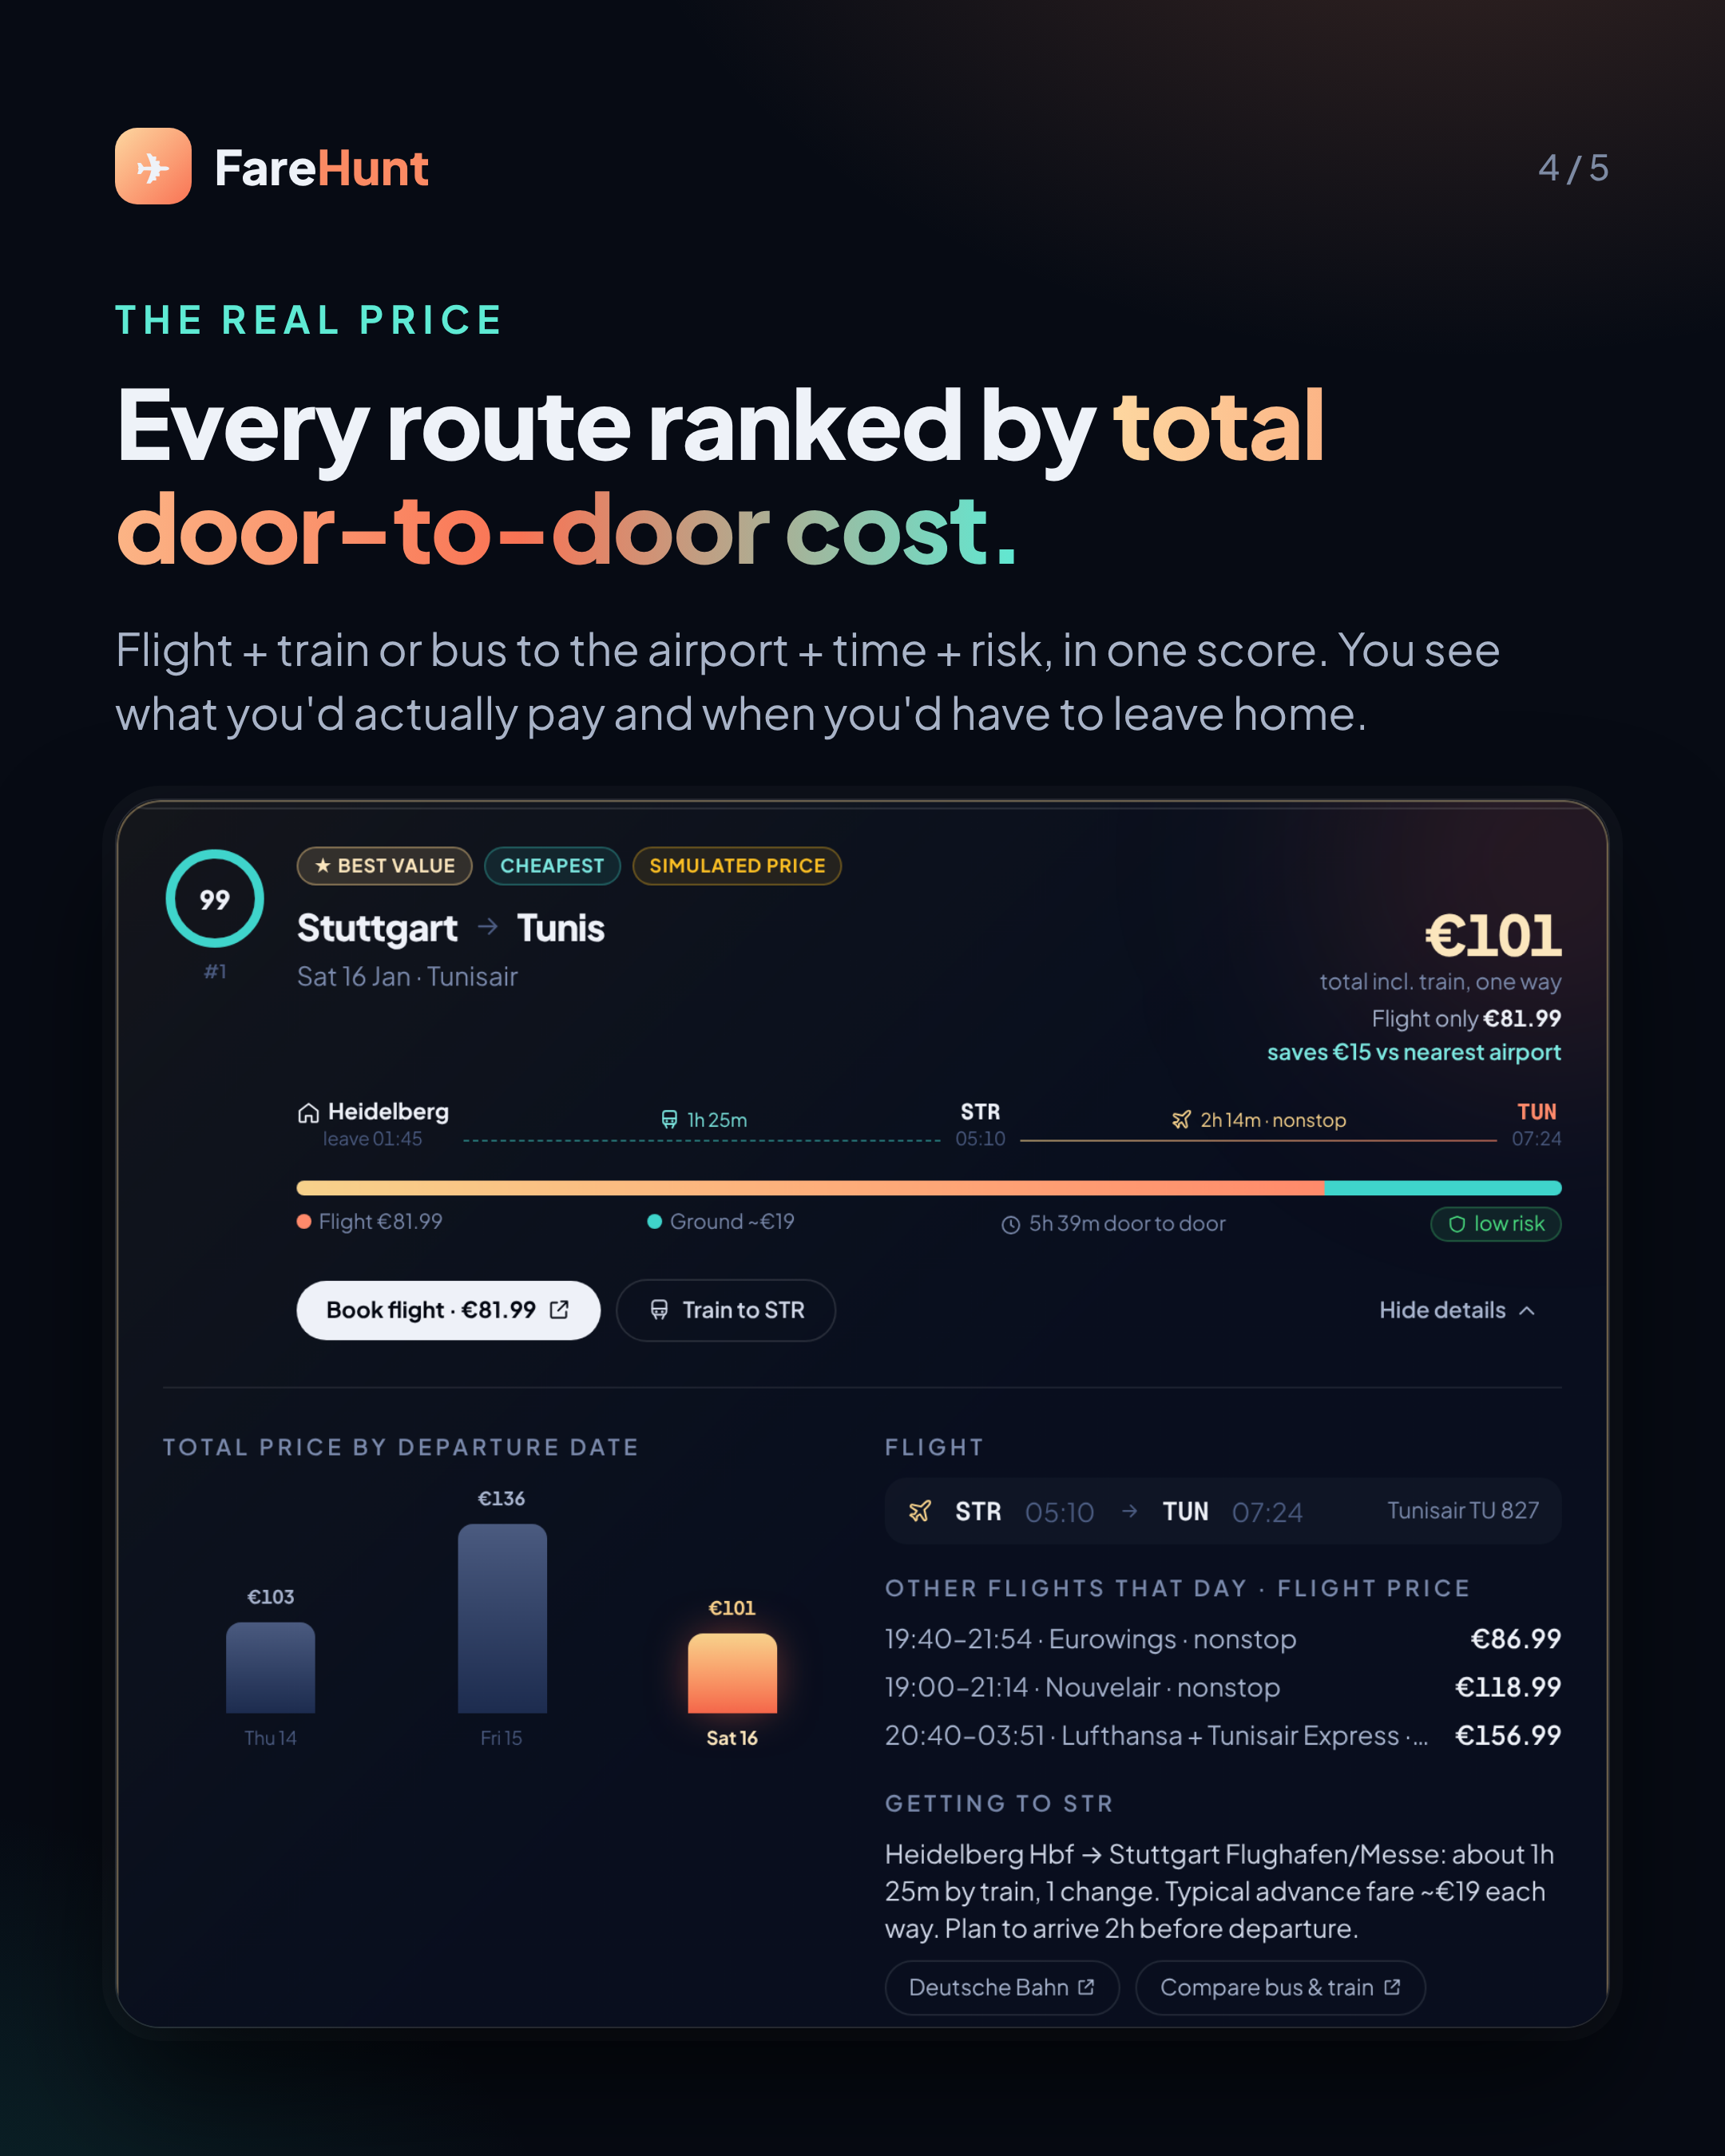 FareHunt
4 / 5
THE REAL PRICE
Every route ranked by total
door-to-door cost.
Flight + train or bus to the airport + time + risk, in one score. You see
what you'd actually pay and when you'd have to leave home.
99
#1
★ BEST VALUE
CHEAPEST
SIMULATED PRICE
Stuttgart → Tunis
Sat 16 Jan · Tunisair
€101
total incl. train, one way
Flight only €81.99
saves €15 vs nearest airport
Heidelberg
leave 01:45
1h 25m
STR
05:10
2h 14m · nonstop
TUN
07:24
Flight €81.99
Ground ~€19
5h 39m door to door
low risk
Book flight · €81.99
Train to STR
Hide details
TOTAL PRICE BY DEPARTURE DATE
€103
€136
€101
Thu 14
Fri 15
Sat 16
FLIGHT
STR 05:10 → TUN 07:24 Tunisair TU 827
OTHER FLIGHTS THAT DAY · FLIGHT PRICE
19:40–21:54 · Eurowings · nonstop €86.99
19:00–21:14 · Nouvelair · nonstop €118.99
20:40–03:51 · Lufthansa + Tunisair Express ·... €156.99
GETTING TO STR
Heidelberg Hbf → Stuttgart Flughafen/Messe: about 1h
25m by train, 1 change. Typical advance fare ~€19 each
way. Plan to arrive 2h before departure.
Deutsche Bahn
Compare bus & train